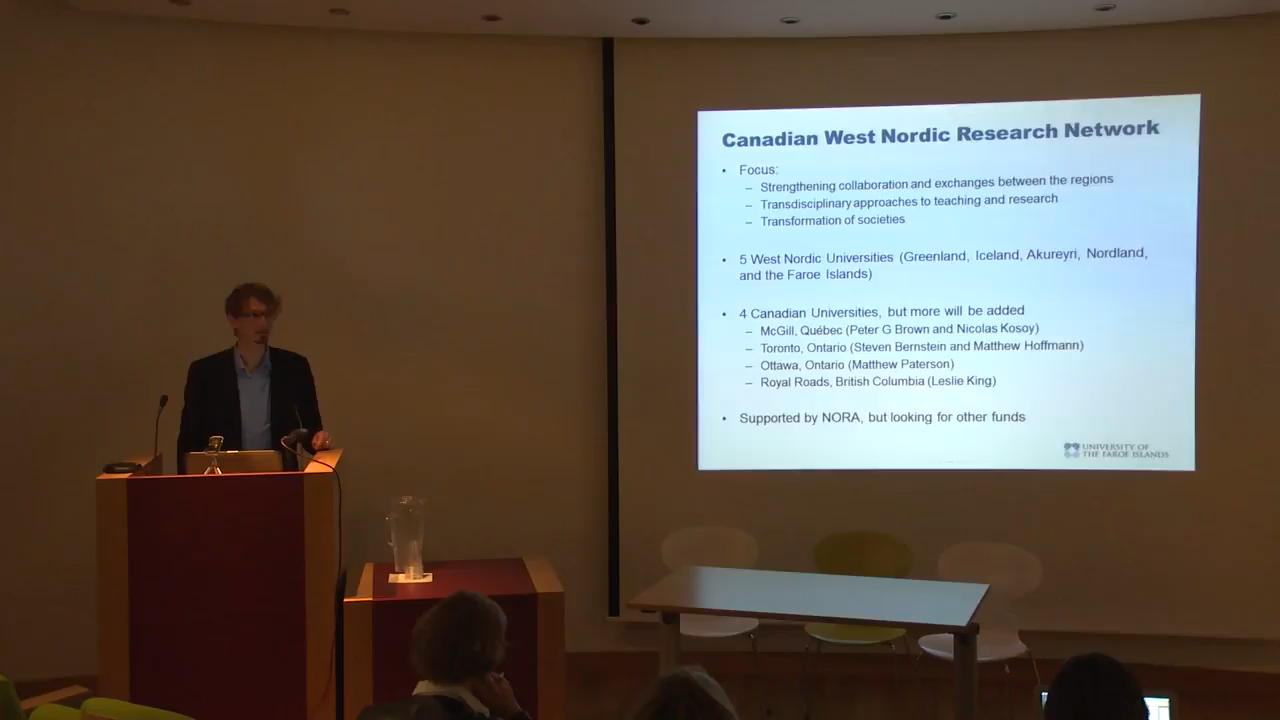 Canadian West Nordic Research Network
• Focus:
– Strengthening collaboration and exchanges between the regions
– Transdisciplinary approaches to teaching and research
– Transformation of societies
• 5 West Nordic Universities (Greenland, Iceland, Akureyri, Nordland,
and the Faroe Islands)
• 4 Canadian Universities, but more will be added
– McGill, Québec (Peter G Brown and Nicolas Kosoy)
– Toronto, Ontario (Steven Bernstein and Matthew Hoffmann)
– Ottawa, Ontario (Matthew Paterson)
– Royal Roads, British Columbia (Leslie King)
• Supported by NORA, but looking for other funds
UNIVERSITY OF
THE FAROE ISLANDS